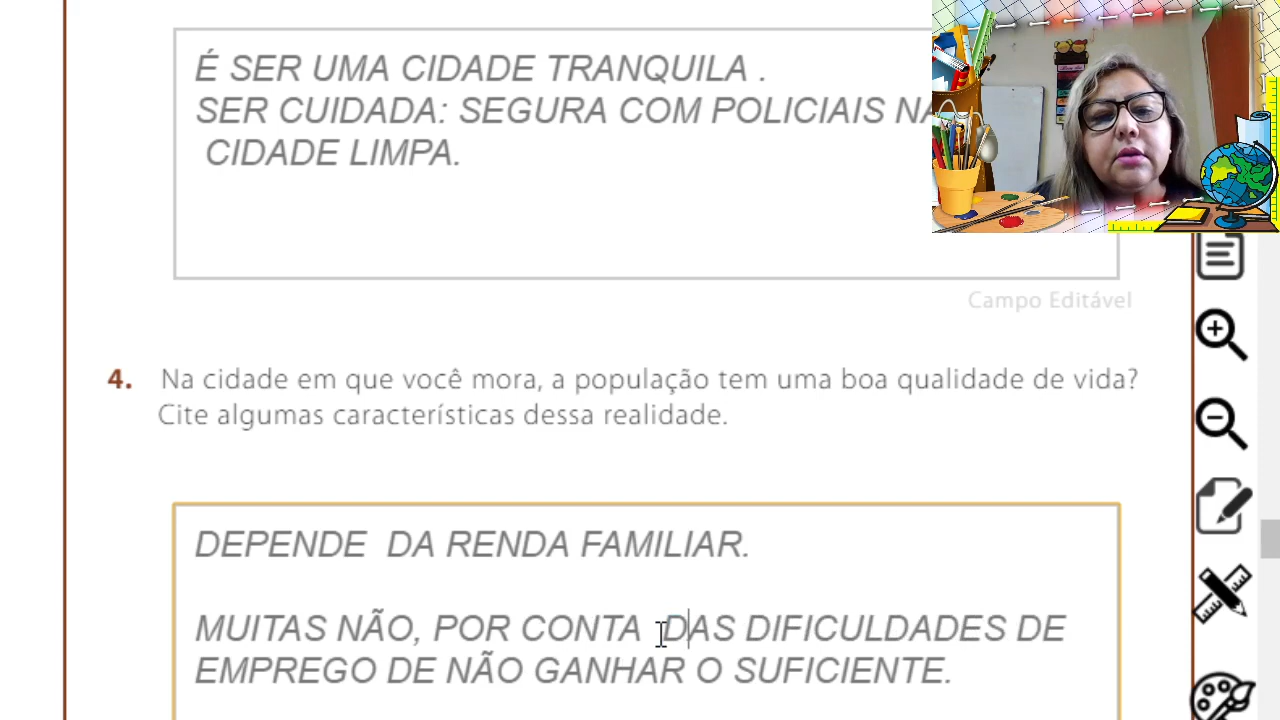 É SER UMA CIDADE TRANQUILA .
SER CUIDADA: SEGURA COM POLICIAIS
CIDADE LIMPA.
Campo Editável
4. Na cidade em que você mora, a população tem uma boa qualidade de vida?
Cite algumas características dessa realidade.
DEPENDE DA RENDA FAMILIAR.
MUITAS NÃO, POR CONTA DAS DIFICULDADES DE
EMPREGO DE NÃO GANHAR O SUFICIENTE.